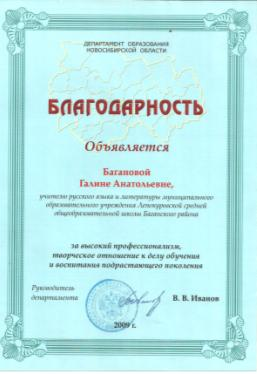 ДЕПАРТАМЕНТ ОБРАЗОВАНИЯ
НОВОСИБИРСКОЙ ОБЛАСТИ
БЛАГОДАРНОСТЬ
Объявляется
Багановой
Галине Анатольевне,
учителю русского языка и литературы муниципального
образовательного учреждения Лепокуровской средней
общеобразовательной школы Баганского района
за высокий профессионализм,
творческое отношение к делу обучения
и воспитания подрастающего поколения
Руководитель
департамента
В. В. Иванов
2009 г.